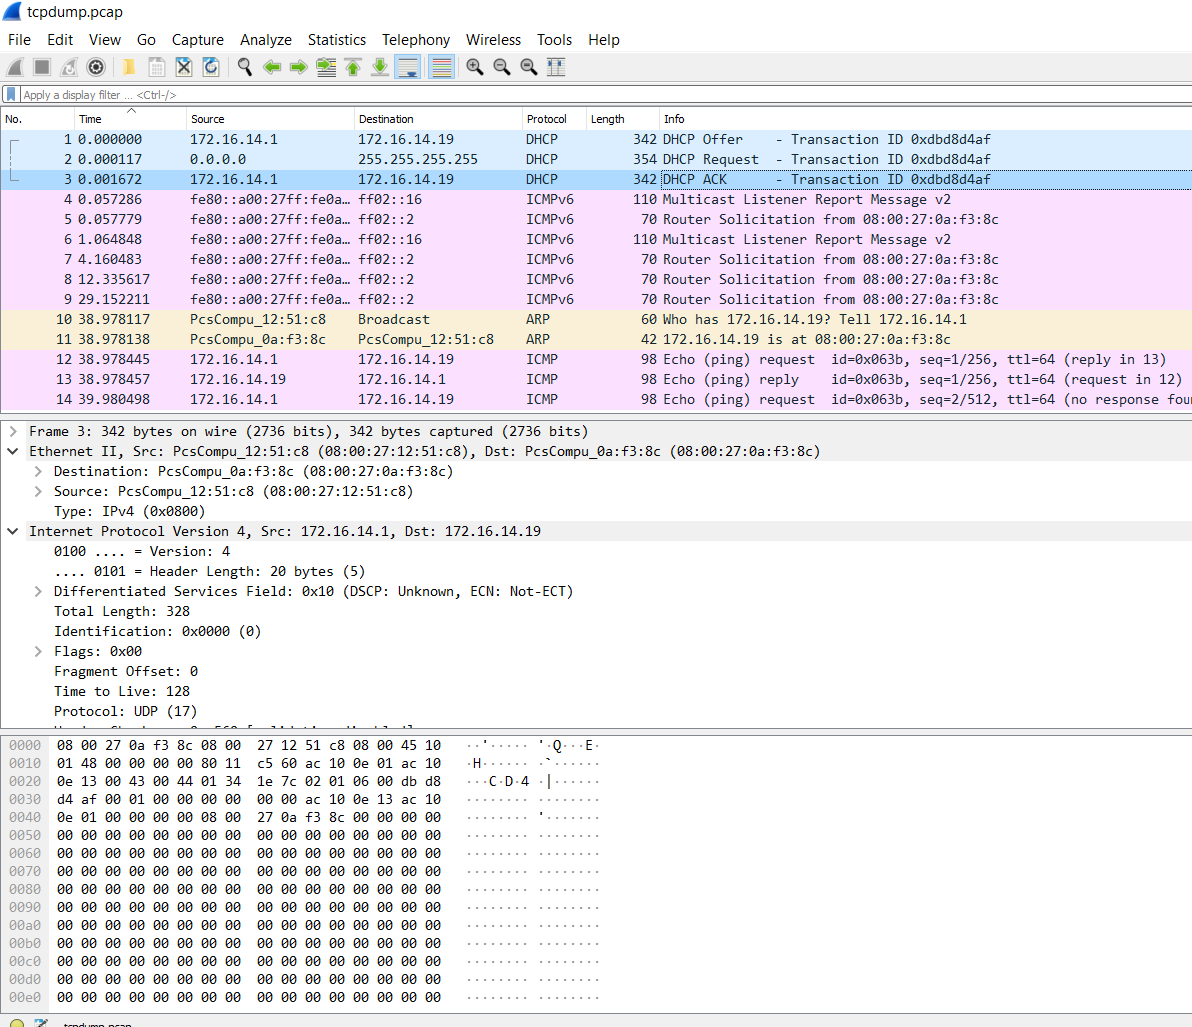 tcpdump.pcap
File Edit View Go Capture Analyze Statistics Telephony Wireless Tools Help
Apply a display filter ... <Ctrl-/>
No. Time Source Destination Protocol Length Info
1 0.000000 172.16.14.1 172.16.14.19 DHCP 342 DHCP Offer - Transaction ID 0xdbd8d4af
2 0.000117 0.0.0.0 255.255.255.255 DHCP 354 DHCP Request - Transaction ID 0xdbd8d4af
3 0.001672 172.16.14.1 172.16.14.19 DHCP 342 DHCP ACK - Transaction ID 0xdbd8d4af
4 0.057286 fe80::a00:27ff:fe0a… ff02::16 ICMPv6 110 Multicast Listener Report Message v2
5 0.057779 fe80::a00:27ff:fe0a… ff02::2 ICMPv6 70 Router Solicitation from 08:00:27:0a:f3:8c
6 1.064848 fe80::a00:27ff:fe0a… ff02::16 ICMPv6 110 Multicast Listener Report Message v2
7 4.160483 fe80::a00:27ff:fe0a… ff02::2 ICMPv6 70 Router Solicitation from 08:00:27:0a:f3:8c
8 12.335617 fe80::a00:27ff:fe0a… ff02::2 ICMPv6 70 Router Solicitation from 08:00:27:0a:f3:8c
9 29.152211 fe80::a00:27ff:fe0a… ff02::2 ICMPv6 70 Router Solicitation from 08:00:27:0a:f3:8c
10 38.978117 PcsCompu_12:51:c8 Broadcast ARP 60 Who has 172.16.14.19? Tell 172.16.14.1
11 38.978138 PcsCompu_0a:f3:8c PcsCompu_12:51:c8 ARP 42 172.16.14.19 is at 08:00:27:0a:f3:8c
12 38.978445 172.16.14.1 172.16.14.19 ICMP 98 Echo (ping) request id=0x063b, seq=1/256, ttl=64 (reply in 13)
13 38.978457 172.16.14.19 172.16.14.1 ICMP 98 Echo (ping) reply id=0x063b, seq=1/256, ttl=64 (request in 12)
14 39.980498 172.16.14.1 172.16.14.19 ICMP 98 Echo (ping) request id=0x063b, seq=2/512, ttl=64 (no response fou
Frame 3: 342 bytes on wire (2736 bits), 342 bytes captured (2736 bits)
Ethernet II, Src: PcsCompu_12:51:c8 (08:00:27:12:51:c8), Dst: PcsCompu_0a:f3:8c (08:00:27:0a:f3:8c)
Destination: PcsCompu_0a:f3:8c (08:00:27:0a:f3:8c)
Source: PcsCompu_12:51:c8 (08:00:27:12:51:c8)
Type: IPv4 (0x0800)
Internet Protocol Version 4, Src: 172.16.14.1, Dst: 172.16.14.19
0100 .... = Version: 4
.... 0101 = Header Length: 20 bytes (5)
Differentiated Services Field: 0x10 (DSCP: Unknown, ECN: Not-ECT)
Total Length: 328
Identification: 0x0000 (0)
Flags: 0x00
Fragment Offset: 0
Time to Live: 128
Protocol: UDP (17)
0000 08 00 27 0a f3 8c 08 00 27 12 51 c8 08 00 45 10 ··'····· '·Q···E·
0010 01 48 00 00 00 00 80 11 c5 60 ac 10 0e 01 ac 10 ·H······ ·`······
0020 0e 13 00 43 00 44 01 34 1e 7c 02 01 06 00 db d8 ···C·D·4 ·|······
0030 d4 af 00 01 00 00 00 00 00 00 ac 10 0e 13 ac 10 ········ ········
0040 0e 01 00 00 00 00 08 00 27 0a f3 8c 00 00 00 00 ········ '·······
0050 00 00 00 00 00 00 00 00 00 00 00 00 00 00 00 00 ········ ········
0060 00 00 00 00 00 00 00 00 00 00 00 00 00 00 00 00 ········ ········
0070 00 00 00 00 00 00 00 00 00 00 00 00 00 00 00 00 ········ ········
0080 00 00 00 00 00 00 00 00 00 00 00 00 00 00 00 00 ········ ········
0090 00 00 00 00 00 00 00 00 00 00 00 00 00 00 00 00 ········ ········
00a0 00 00 00 00 00 00 00 00 00 00 00 00 00 00 00 00 ········ ········
00b0 00 00 00 00 00 00 00 00 00 00 00 00 00 00 00 00 ········ ········
00c0 00 00 00 00 00 00 00 00 00 00 00 00 00 00 00 00 ········ ········
00d0 00 00 00 00 00 00 00 00 00 00 00 00 00 00 00 00 ········ ········
00e0 00 00 00 00 00 00 00 00 00 00 00 00 00 00 00 00 ········ ········
tcpdump.pcap